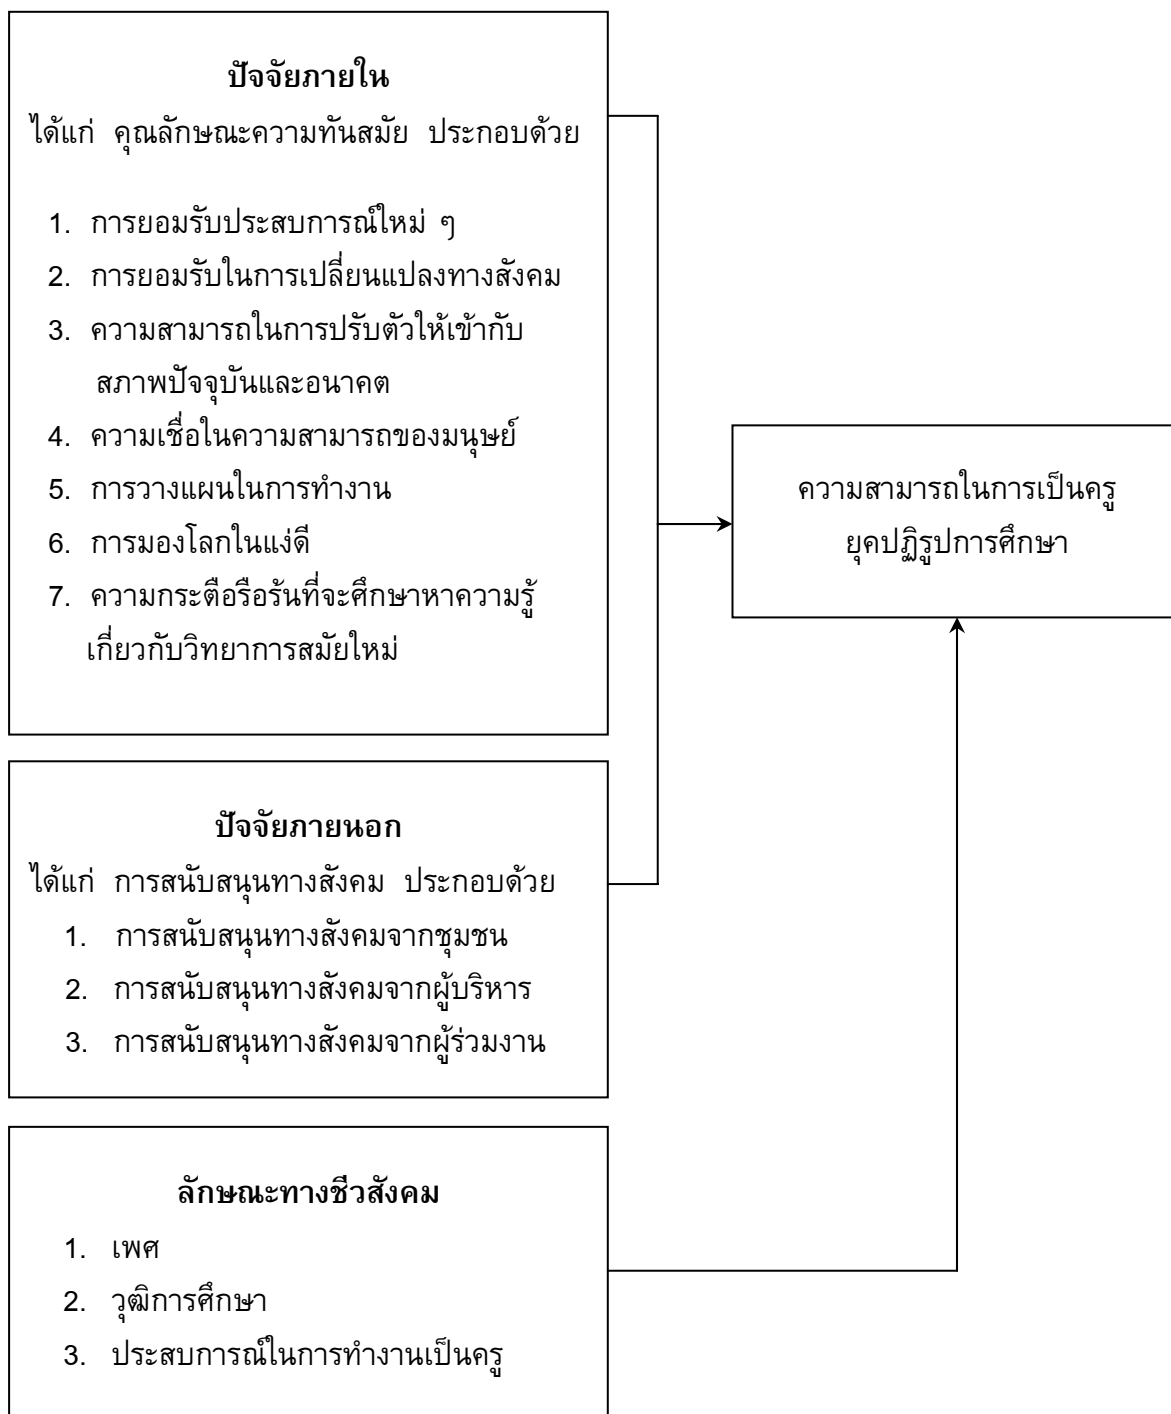 ปัจจัยภายใน
ได้แก่ คุณลักษณะความทันสมัย ประกอบด้วย
1. การยอมรับประสบการณ์ใหม่ ๆ
2. การยอมรับในการเปลี่ยนแปลงทางสังคม
3. ความสามารถในการปรับตัวให้เข้ากับ
สภาพปัจจุบันและอนาคต
4. ความเชื่อในความสามารถของมนุษย์
5. การวางแผนในการทำงาน
6. การมองโลกในแง่ดี
7. ความกระตือรือร้นที่จะศึกษาหาความรู้
เกี่ยวกับวิทยาการสมัยใหม่
ความสามารถในการเป็นครู
ยุคปฏิรูปการศึกษา
ปัจจัยภายนอก
ได้แก่ การสนับสนุนทางสังคม ประกอบด้วย
1. การสนับสนุนทางสังคมจากชุมชน
2. การสนับสนุนทางสังคมจากผู้บริหาร
3. การสนับสนุนทางสังคมจากผู้ร่วมงาน
ลักษณะทางชีวสังคม
1. เพศ
2. วุฒิการศึกษา
3. ประสบการณ์ในการทำงานเป็นครู